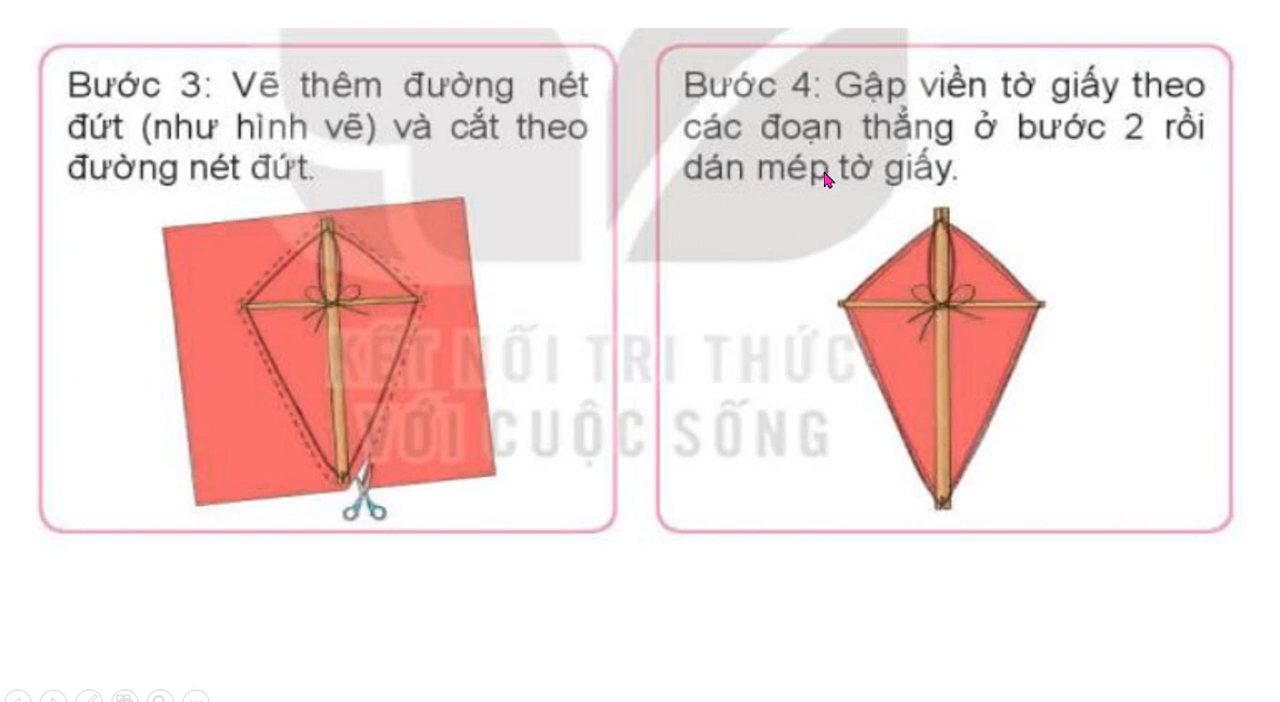 Bước 3: Vẽ thêm đường nét
đứt (như hình vẽ) và cắt theo
đường nét đứt.
Bước 4: Gập viền tờ giấy theo
các đoạn thẳng ở bước 2 rồi
dán mép tờ giấy.
KẾT NỐI TRI THỨC
VỚI CUỘC SỐNG